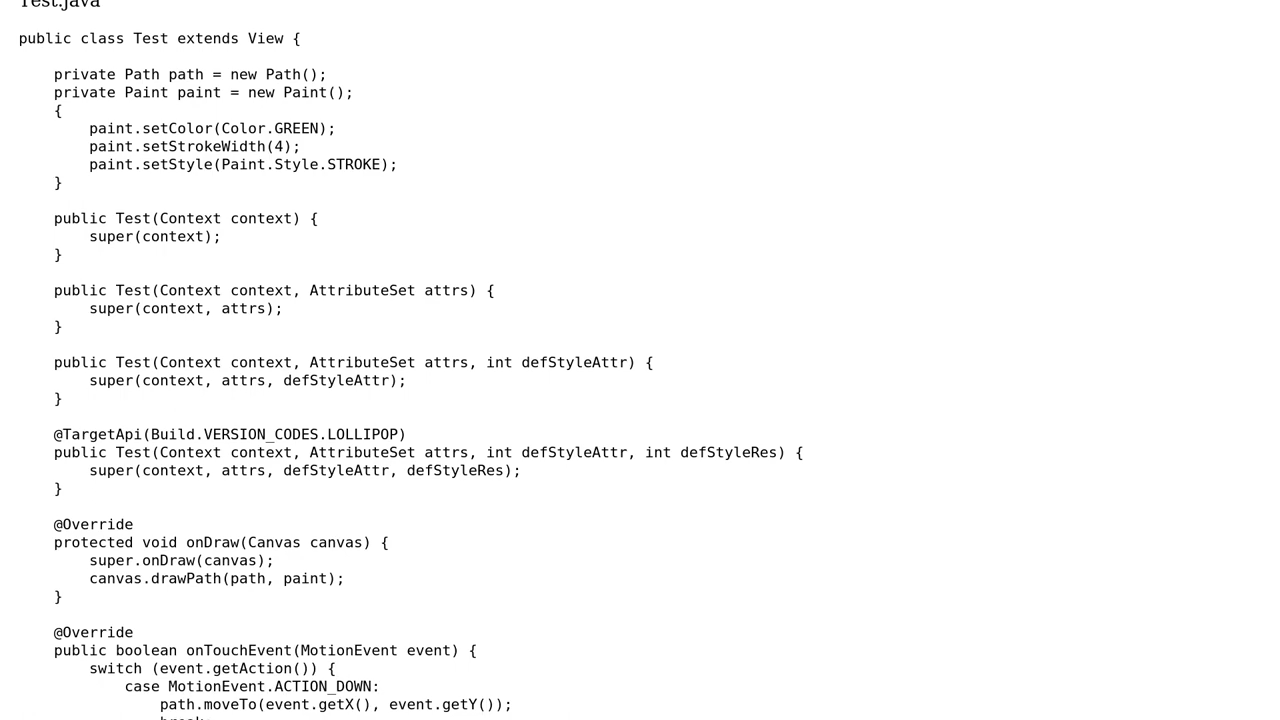 Test.java
public class Test extends View {
    private Path path = new Path();
    private Paint paint = new Paint();
    {
        paint.setColor(Color.GREEN);
        paint.setStrokeWidth(4);
        paint.setStyle(Paint.Style.STROKE);
    }
    public Test(Context context) {
        super(context);
    }
    public Test(Context context, AttributeSet attrs) {
        super(context, attrs);
    }
    public Test(Context context, AttributeSet attrs, int defStyleAttr) {
        super(context, attrs, defStyleAttr);
    }
    @TargetApi(Build.VERSION_CODES.LOLLIPOP)
    public Test(Context context, AttributeSet attrs, int defStyleAttr, int defStyleRes) {
        super(context, attrs, defStyleAttr, defStyleRes);
    }
    @Override
    protected void onDraw(Canvas canvas) {
        super.onDraw(canvas);
        canvas.drawPath(path, paint);
    }
    @Override
    public boolean onTouchEvent(MotionEvent event) {
        switch (event.getAction()) {
            case MotionEvent.ACTION_DOWN:
                path.moveTo(event.getX(), event.getY());